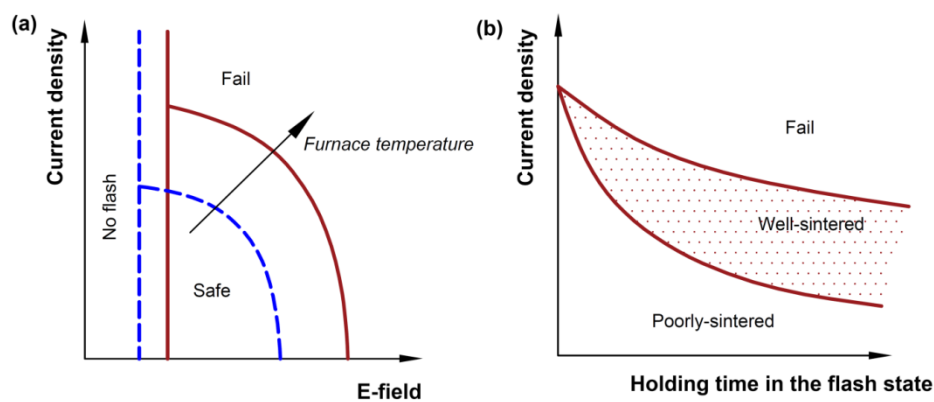 (a)
Current density
No flash
Fail
Furnace temperature
Safe
E-field
(b)
Current density
Fail
Well-sintered
Poorly-sintered
Holding time in the flash state